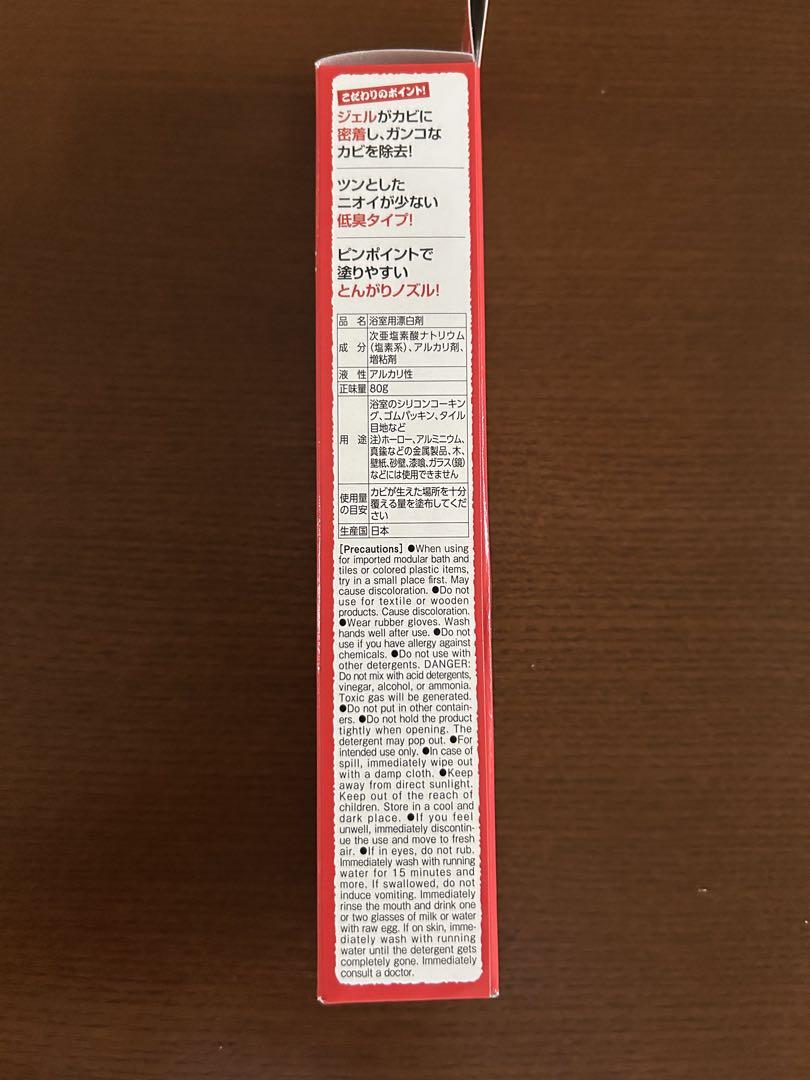 こだわりのポイント!
ジェルがカビに
密着し、ガンコな
カビを除去!
ツンとした
ニオイが少ない
低臭タイプ!
ピンポイントで
塗りやすい
とんがりノズル!
品 名 浴室用漂白剤
成 分 次亜塩素酸ナトリウム
(塩素系)、アルカリ剤、
増粘剤
液 性 アルカリ性
正味量 80g
用 途 浴室のシリコンコーキン
グ、ゴムパッキン、タイル
目地など
注)ホーロー、アルミニウム、
真鍮などの金属製品、木、
壁紙、砂壁、漆喰、ガラス(鏡)
などには使用できません
使用量
の目安 カビが生えた場所を十分
覆える量を塗布してくだ
さい
生産国 日本
[Precautions] ●When using
for imported modular bath and
tiles or colored plastic items,
try in a small place first. May
cause discoloration. ●Do not
use for textile or wooden
products. Cause discoloration.
●Wear rubber gloves. Wash
hands well after use. ●Do not
use if you have allergy against
chemicals. ●Do not use with
other detergents. DANGER:
Do not mix with acid detergents,
vinegar, alcohol, or ammonia.
Toxic gas will be generated.
●Do not put in other contain-
ers. ●Do not hold the product
tightly when opening. The
detergent may pop out. ●For
intended use only. ●In case of
spill, immediately wipe out
with a damp cloth. ●Keep
away from direct sunlight.
Keep out of the reach of
children. Store in a cool and
dark place. ●If you feel
unwell, immediately discontin-
ue the use and move to fresh
air. ●If in eyes, do not rub.
Immediately wash with running
water for 15 minutes and
more. If swallowed, do not
induce vomiting. Immediately
rinse the mouth and drink one
or two glasses of milk or water
with raw egg. If on skin, imme-
diately wash with running
water until the detergent gets
completely gone. Immediately
consult a doctor.